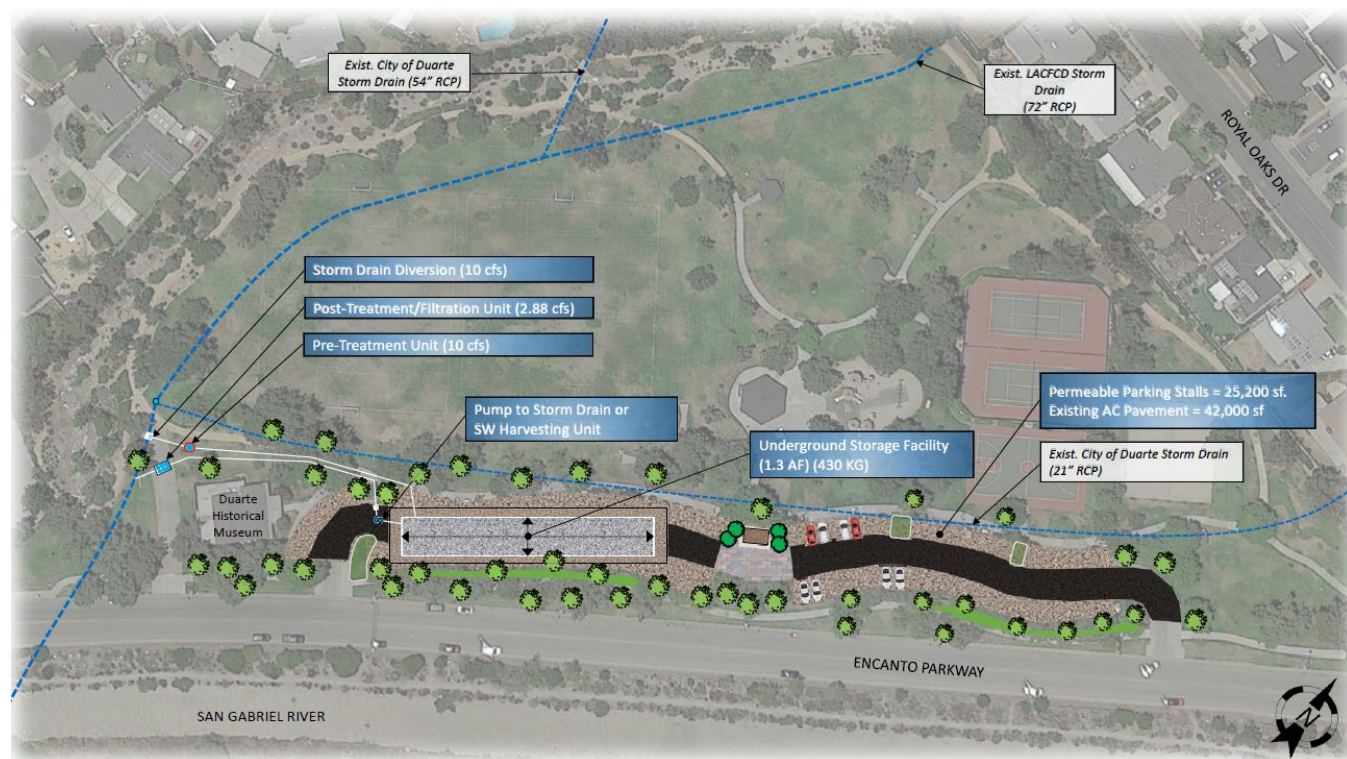 Exist. City of Duarte
Storm Drain (54” RCP)
Exist. LACFCD Storm
Drain
(72” RCP)
ROYAL OAKS DR
Storm Drain Diversion (10 cfs)
Post-Treatment/Filtration Unit (2.88 cfs)
Pre-Treatment Unit (10 cfs)
Pump to Storm Drain or
SW Harvesting Unit
Underground Storage Facility
(1.3 AF) (430 KG)
Permeable Parking Stalls = 25,200 sf.
Existing AC Pavement = 42,000 sf
Exist. City of Duarte Storm Drain
(21” RCP)
Duarte
Historical
Museum
ENCANTO PARKWAY
SAN GABRIEL RIVER
N